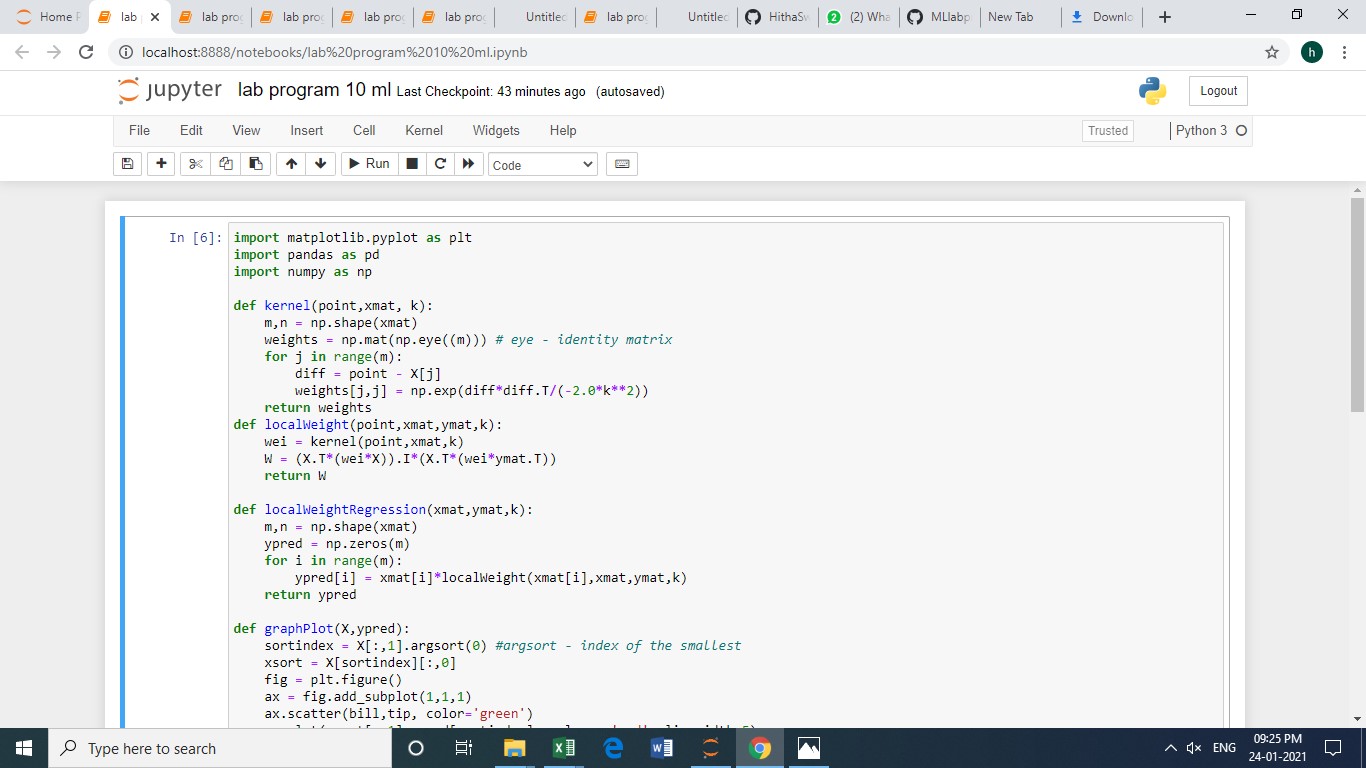 Home lab lab prog lab prog lab prog lab prog Untitled lab prog Untitled HithaSw (2) Wha MLlabp New Tab Downlo
localhost:8888/notebooks/lab%20program%2010%20ml.ipynb
h
jupyter lab program 10 ml Last Checkpoint: 43 minutes ago (autosaved)
Logout
File Edit View Insert Cell Kernel Widgets Help
Trusted Python 3
Run Code
In [6]:
import matplotlib.pyplot as plt
import pandas as pd
import numpy as np
def kernel(point,xmat, k):
    m,n = np.shape(xmat)
    weights = np.mat(np.eye((m))) # eye - identity matrix
    for j in range(m):
        diff = point - X[j]
        weights[j,j] = np.exp(diff*diff.T/(-2.0*k**2))
    return weights
def localWeight(point,xmat,ymat,k):
    wei = kernel(point,xmat,k)
    W = (X.T*(wei*X)).I*(X.T*(wei*ymat.T))
    return W
def localWeightRegression(xmat,ymat,k):
    m,n = np.shape(xmat)
    ypred = np.zeros(m)
    for i in range(m):
        ypred[i] = xmat[i]*localWeight(xmat[i],xmat,ymat,k)
    return ypred
def graphPlot(X,ypred):
    sortindex = X[:,1].argsort(0) #argsort - index of the smallest
    xsort = X[sortindex][:,0]
    fig = plt.figure()
    ax = fig.add_subplot(1,1,1)
    ax.scatter(bill,tip, color='green')
Type here to search
ENG
09:25 PM
24-01-2021